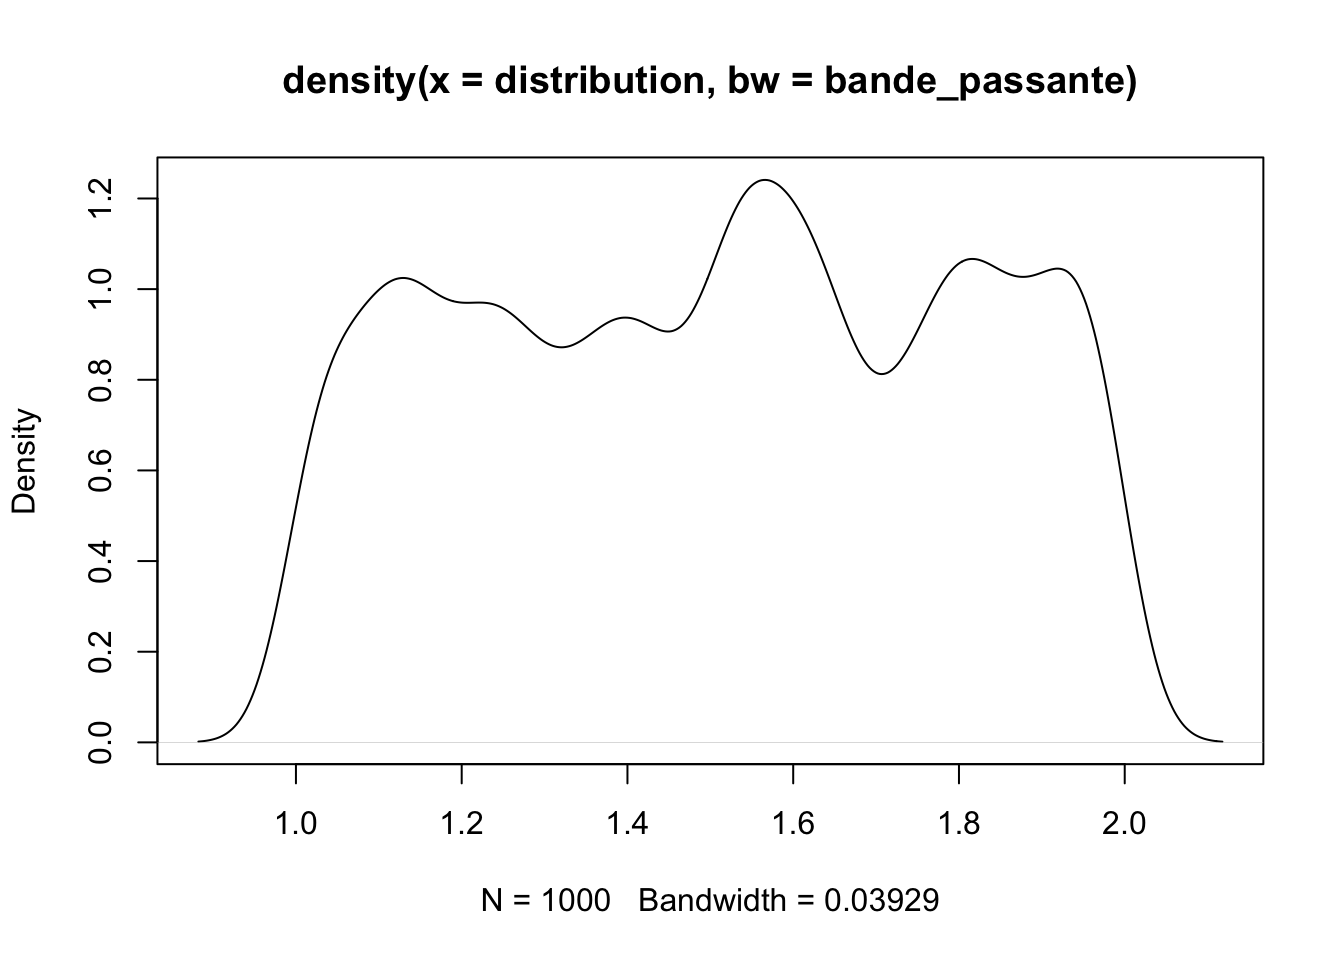 density(x = distribution, bw = bande_passante)
Density
1.2
1.0
0.8
0.6
0.4
0.2
0.0
1.0 1.2 1.4 1.6 1.8 2.0
N = 1000 Bandwidth = 0.03929